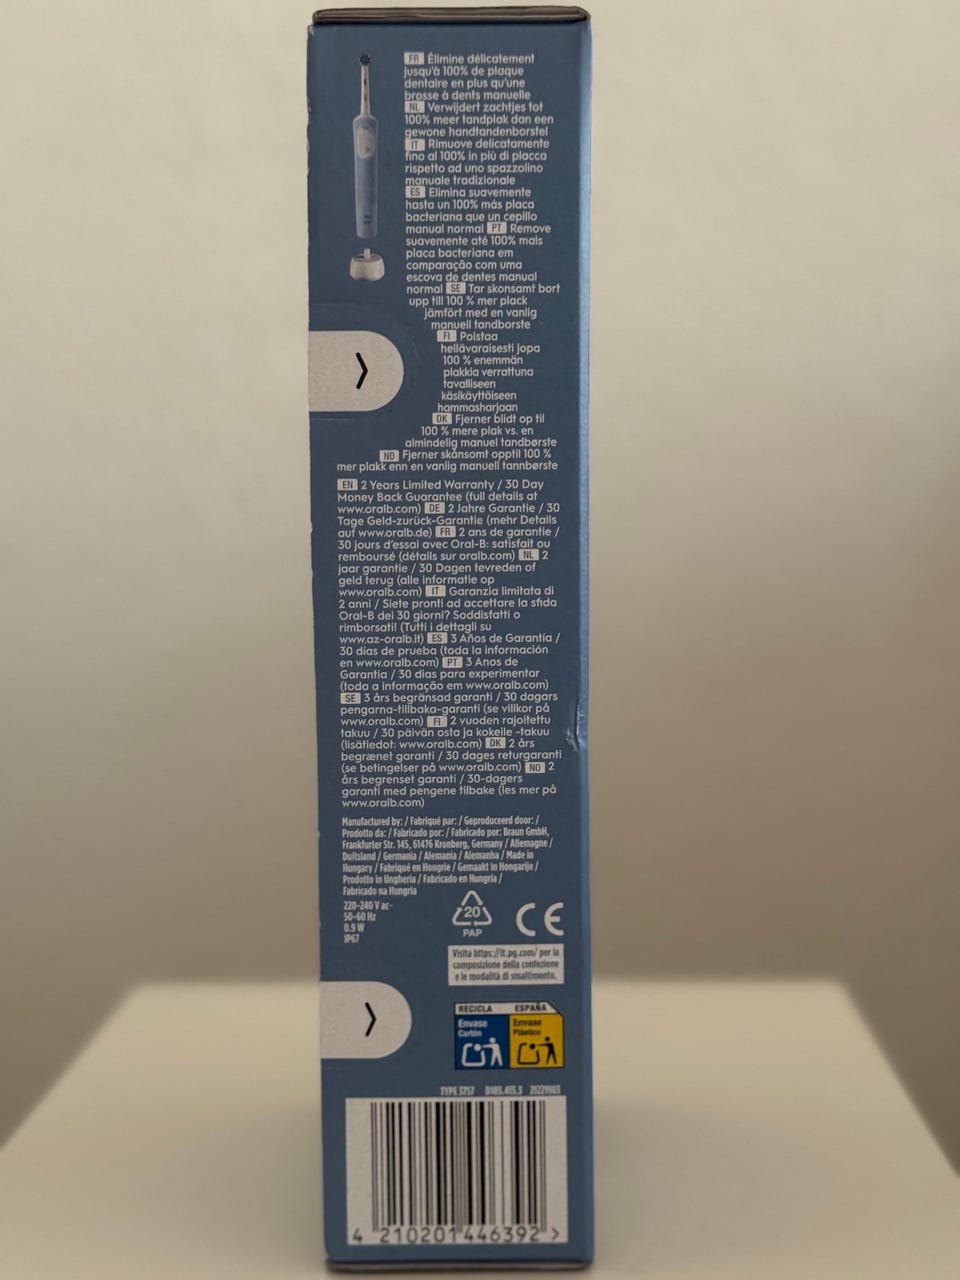 FR Élimine délicatement
jusqu'à 100% de plaque
dentaire en plus qu'une
brosse à dents manuelle
NL Verwijdert zachtjes tot
100% meer tandplak dan een
gewone handtandenborstel
IT Rimuove delicatamente
fino al 100% in più di placca
rispetto ad uno spazzolino
manuale tradizionale
ES Elimina suavemente
hasta un 100% más placa
bacteriana que un cepillo
manual normal PT Remove
suavemente até 100% mais
placa bacteriana em
comparação com uma
escova de dentes manual
normal SE Tar skonsamt bort
upp till 100 % mer plack
jämfört med en vanlig
manuell tandborste
FI Poistaa
hellävaraisesti jopa
100 % enemmän
plakkia verrattuna
tavalliseen
käsikäyttöiseen
hammasharjaan
DK Fjerner blidt op til
100 % mere plak vs. en
almindelig manuel tandbørste
NO Fjerner skånsomt opptil 100 %
mer plakk enn en vanlig manuell tannbørste
EN 2 Years Limited Warranty / 30 Day
Money Back Guarantee (full details at
www.oralb.com) DE 2 Jahre Garantie / 30
Tage Geld-zurück-Garantie (mehr Details
auf www.oralb.de) FR 2 ans de garantie /
30 jours d'essai avec Oral-B: satisfait ou
remboursé (détails sur oralb.com) NL 2
jaar garantie / 30 Dagen tevreden of
geld terug (alle informatie op
www.oralb.com) IT Garanzia limitata di
2 anni / Siete pronti ad accettare la sfida
Oral-B dei 30 giorni? Soddisfatti o
rimborsati! (Tutti i dettagli su
www.az-oralb.it) ES 3 Años de Garantía /
30 días de prueba (toda la información
en www.oralb.com) PT 3 Anos de
Garantia / 30 dias para experimentar
(toda a informação em www.oralb.com)
SE 3 års begränsad garanti / 30 dagars
pengarna-tillbaka-garanti (se villkor på
www.oralb.com) FI 2 vuoden rajoitettu
takuu / 30 päivän osta ja kokeile -takuu
(lisätiedot: www.oralb.com) DK 2 års
begrænset garanti / 30 dages returgaranti
(se betingelser på www.oralb.com) NO 2
års begrenset garanti / 30-dagers
garanti med pengene tilbake (les mer på
www.oralb.com)
Manufactured by: / Fabriqué par: / Geproduceerd door: /
Prodotto da: / Fabricado por: / Fabricado por: Braun GmbH,
Frankfurter Str. 145, 61476 Kronberg, Germany / Allemagne /
Duitsland / Germania / Alemania / Alemanha / Made in
Hungary / Fabriqué en Hongrie / Gemaakt in Hongarije /
Prodotto in Ungheria / Fabricado en Hungría /
Fabricado na Hungria
220-240 V ac~
50-60 Hz
0.9 W
IP67
20
PAP
CE
Visita https://it.pg.com/ per la
composizione della confezione
e le modalità di smaltimento.
RECICLA ESPAÑA
Envase Cartón
Envase Plástico
TYPE 3757 D103.413.3 21221983
4 210201 446392 >